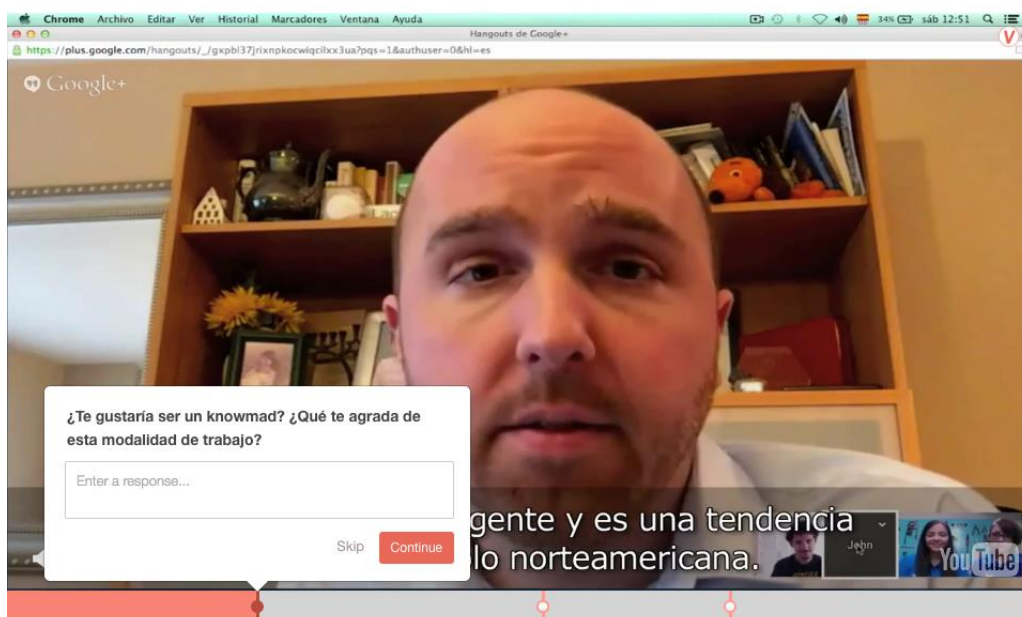 Chrome Archivo Editar Ver Historial Marcadores Ventana Ayuda 34% sáb 12:51
Hangouts de Google+
https://plus.google.com/hangouts/_/gxpbl37jrixnpkocwiqcilxx3ua?pqs=1&authuser=0&hl=es
V
Google+
¿Te gustaría ser un knowmad? ¿Qué te agrada de
esta modalidad de trabajo?
Enter a response...
Skip Continue
gente y es una tendencia
lo norteamericana.
John
YouTube